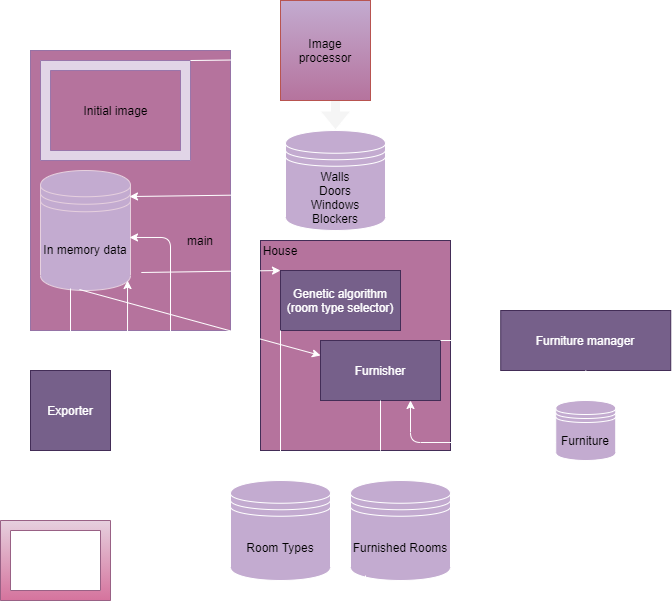 Image
processor
Initial image
Walls
Doors
Windows
Blockers
main
In memory data
House
Genetic algorithm
(room type selector)
Furniture manager
Furnisher
Exporter
Furniture
Room Types
Furnished Rooms